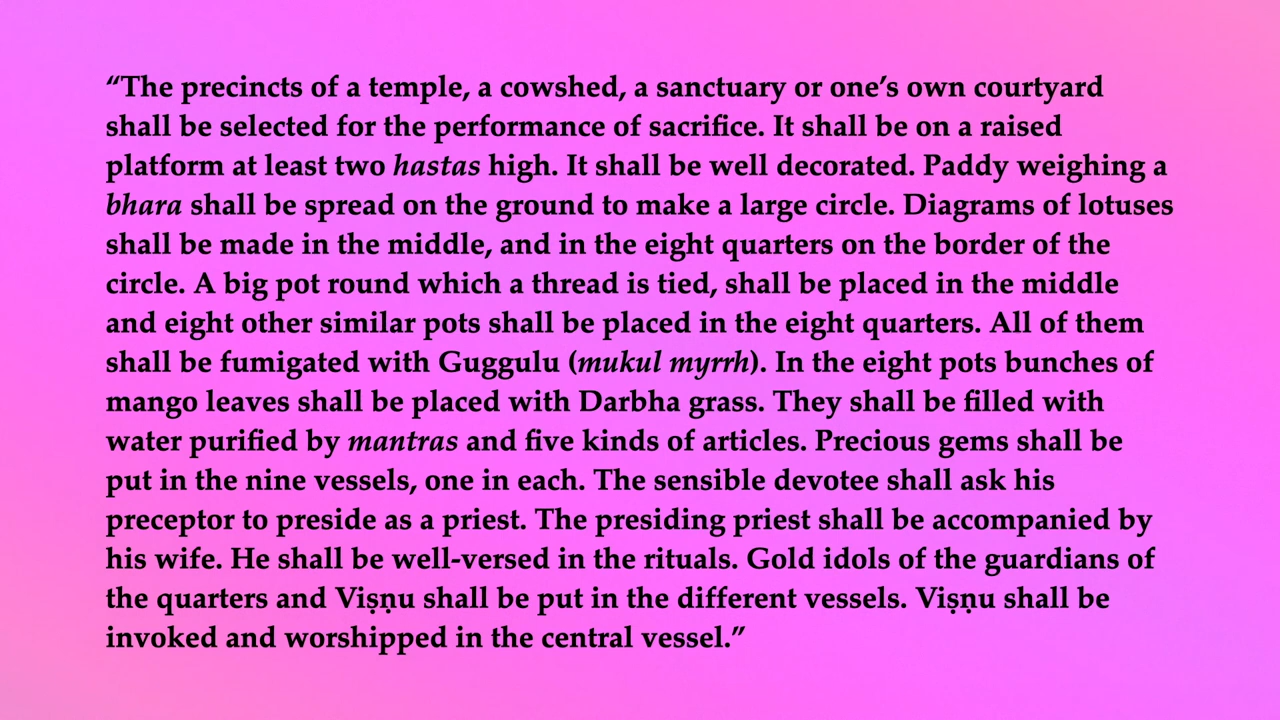 “The precincts of a temple, a cowshed, a sanctuary or one’s own courtyard
shall be selected for the performance of sacrifice. It shall be on a raised
platform at least two hastas high. It shall be well decorated. Paddy weighing a
bhara shall be spread on the ground to make a large circle. Diagrams of lotuses
shall be made in the middle, and in the eight quarters on the border of the
circle. A big pot round which a thread is tied, shall be placed in the middle
and eight other similar pots shall be placed in the eight quarters. All of them
shall be fumigated with Guggulu (mukul myrrh). In the eight pots bunches of
mango leaves shall be placed with Darbha grass. They shall be filled with
water purified by mantras and five kinds of articles. Precious gems shall be
put in the nine vessels, one in each. The sensible devotee shall ask his
preceptor to preside as a priest. The presiding priest shall be accompanied by
his wife. He shall be well-versed in the rituals. Gold idols of the guardians of
the quarters and Viṣṇu shall be put in the different vessels. Viṣṇu shall be
invoked and worshipped in the central vessel.”